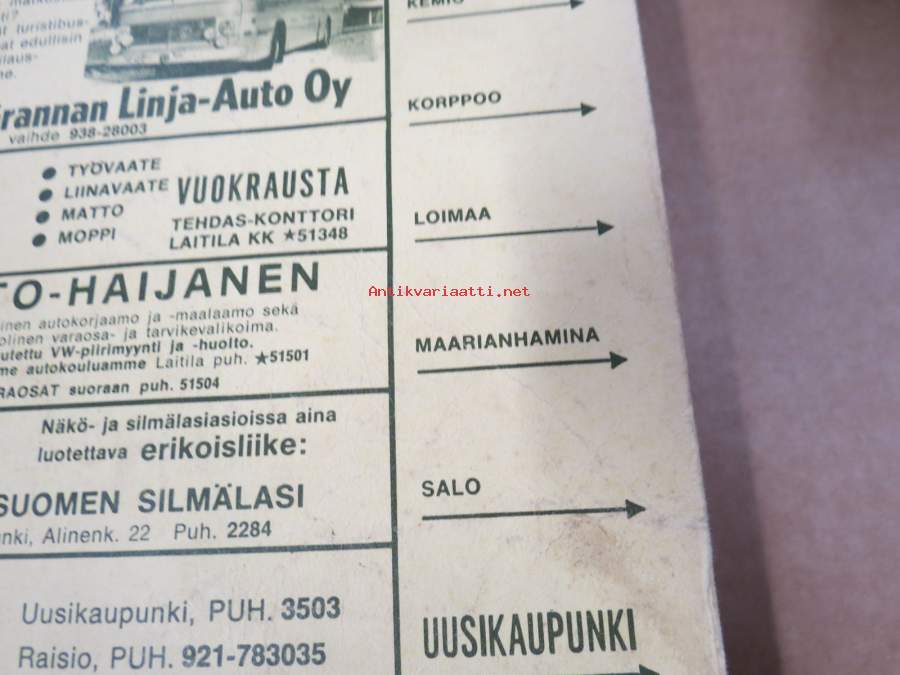 turistibus-
edullisin
Linja-Auto Oy
vaihde 938-28003
● TYÖVAATE
● LIINAVAATE
● MATTO
● MOPPI
VUOKRAUSTA
TEHDAS-KONTTORI
LAITILA KK ★51348
TO-HAIJANEN
inen autokorjaamo ja -maalaamo sekä
olinen varaosa- ja tarvikevalikoima.
utettu VW-piirimyynti ja -huolto.
me autokouluamme Laitila puh. ★51501
RAOSAT suoraan puh. 51504
Näkö- ja silmälasiasioissa aina
luotettava erikoisliike:
SUOMEN SILMÄLASI
nki, Alinenk. 22 Puh. 2284
Uusikaupunki, PUH. 3503
Raisio, PUH. 921-783035
KEMIÖ
KORPPOO
LOIMAA
Antikvariaatti.net
MAARIANHAMINA
SALO
UUSIKAUPUNKI